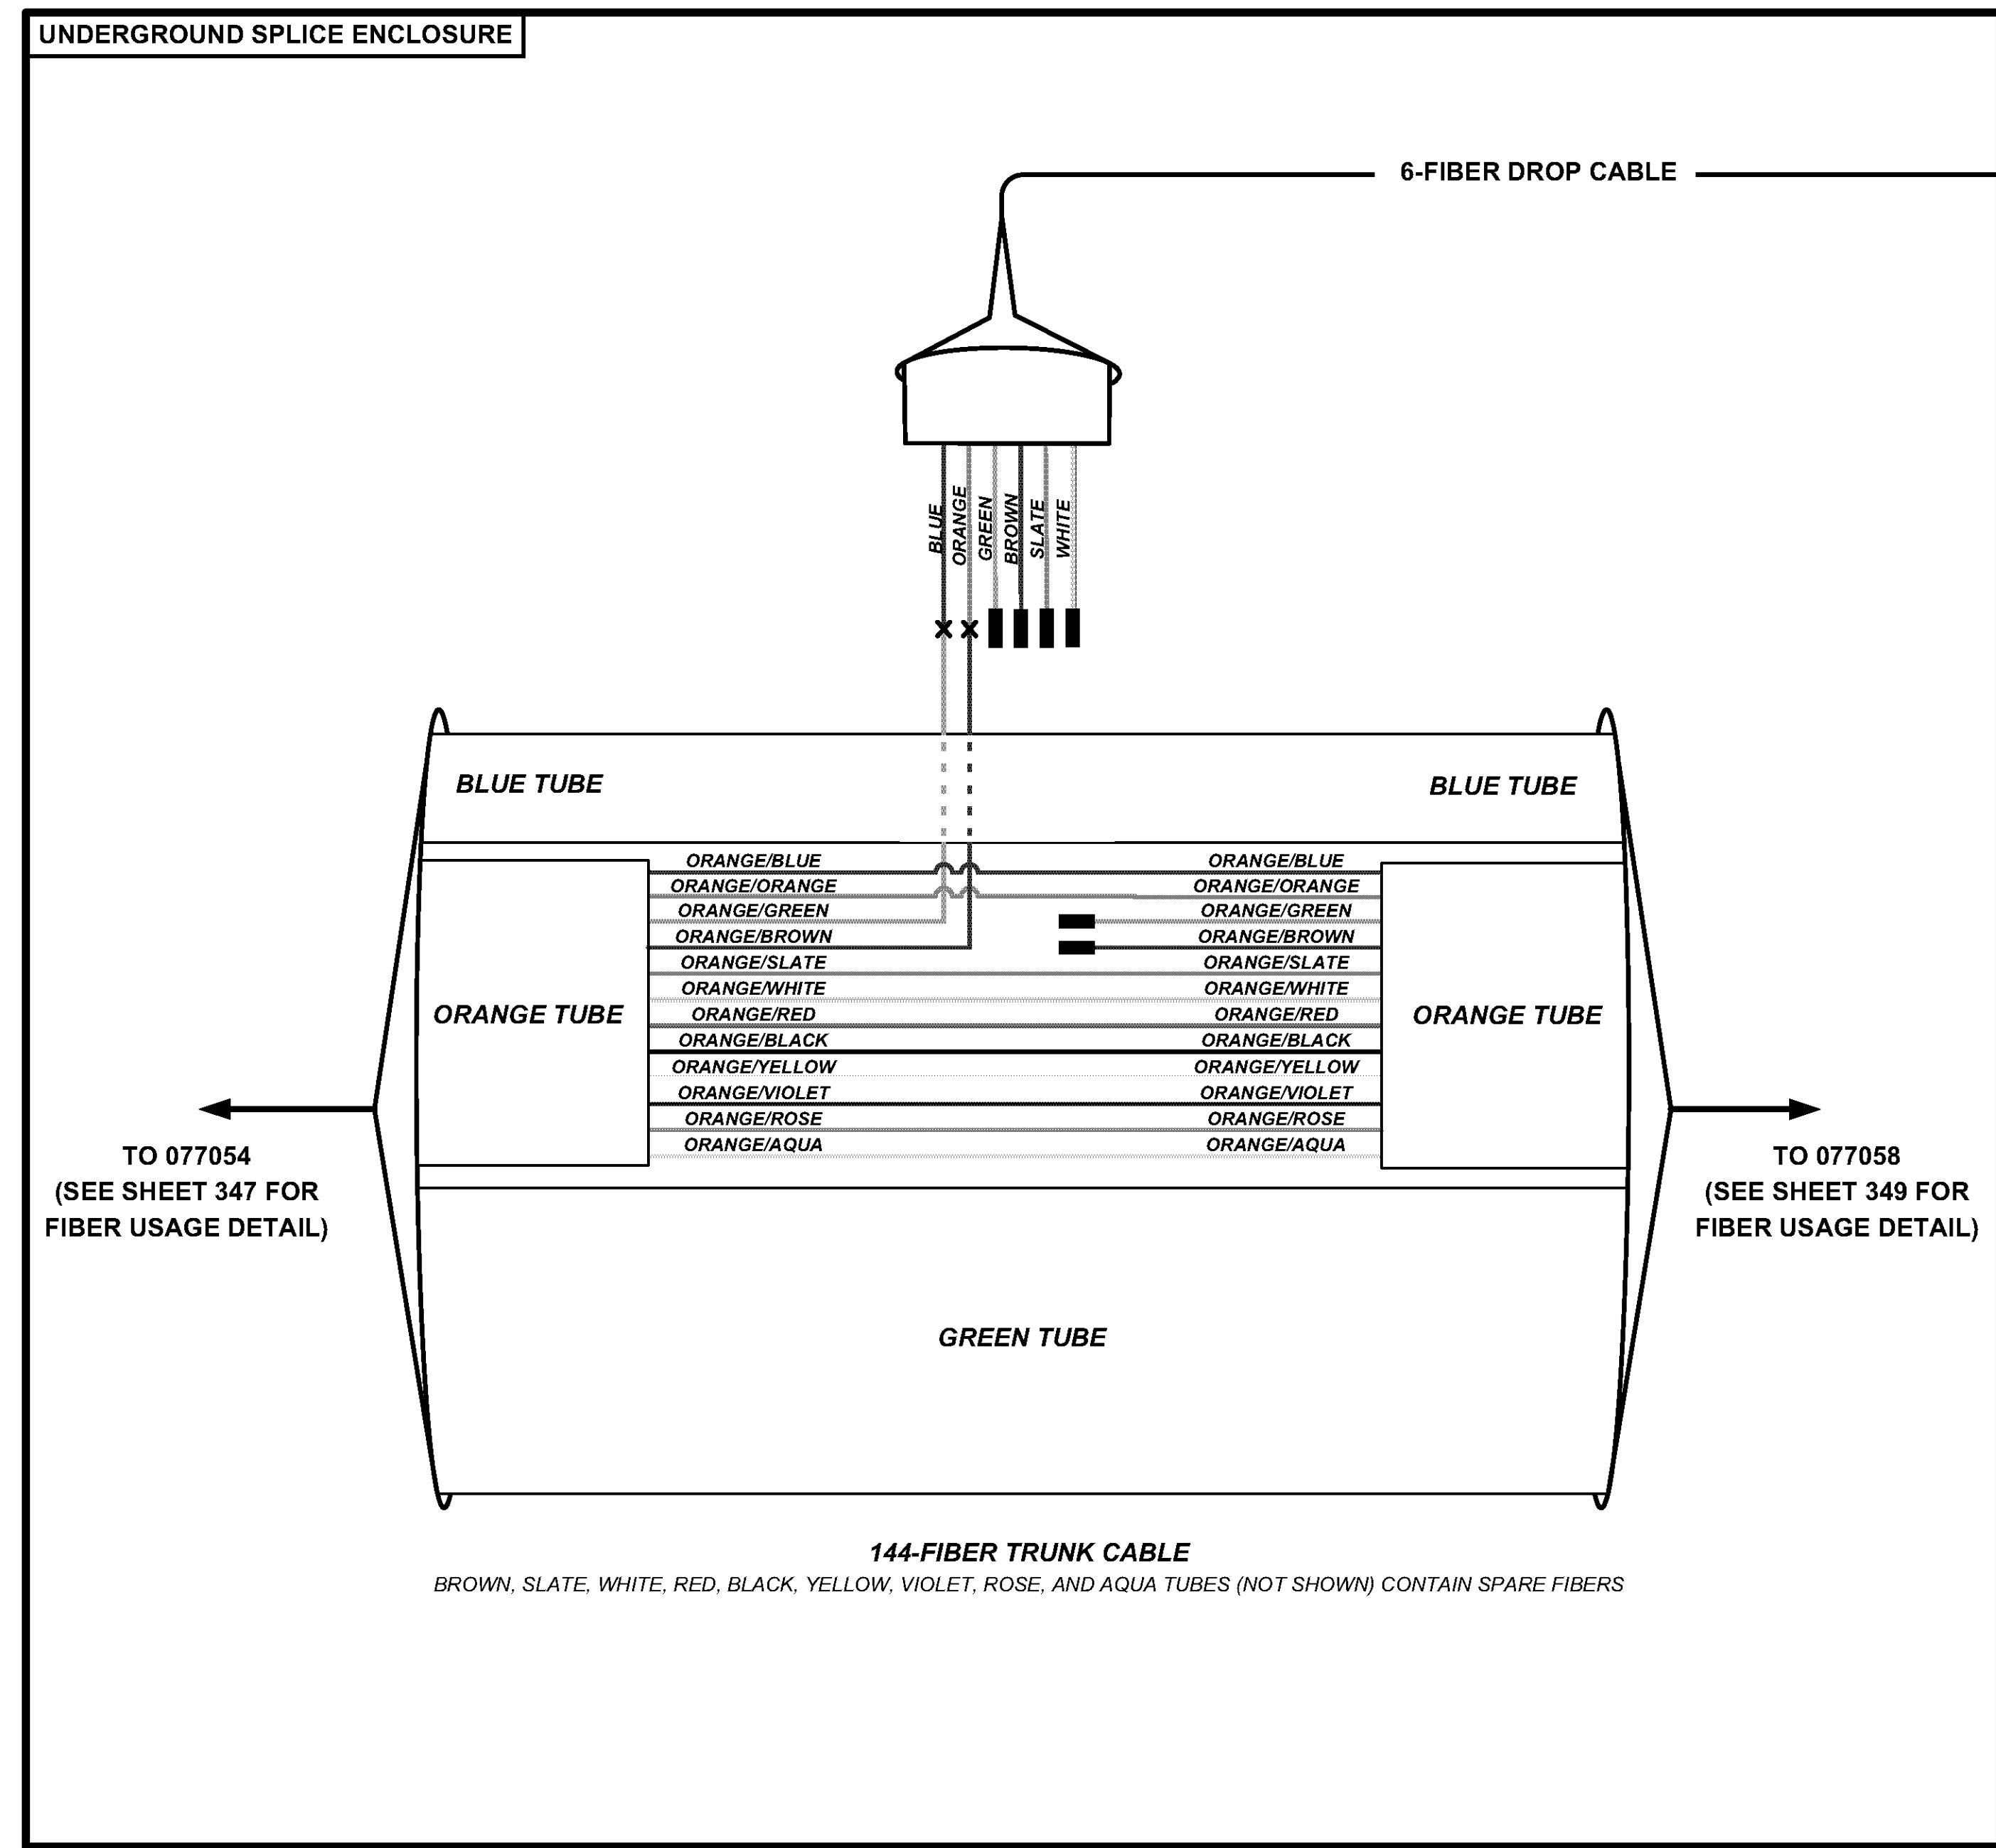 UNDERGROUND SPLICE ENCLOSURE
6-FIBER DROP CABLE
BLUE
ORANGE
GREEN
BROWN
SLATE
WHITE
BLUE TUBE
BLUE TUBE
ORANGE/BLUE
ORANGE/BLUE
ORANGE/ORANGE
ORANGE/ORANGE
ORANGE/GREEN
ORANGE/GREEN
ORANGE/BROWN
ORANGE/BROWN
ORANGE/SLATE
ORANGE/SLATE
ORANGE/WHITE
ORANGE/WHITE
ORANGE TUBE
ORANGE/RED
ORANGE/RED
ORANGE TUBE
ORANGE/BLACK
ORANGE/BLACK
ORANGE/YELLOW
ORANGE/YELLOW
ORANGE/VIOLET
ORANGE/VIOLET
ORANGE/ROSE
ORANGE/ROSE
ORANGE/AQUA
ORANGE/AQUA
TO 077054
(SEE SHEET 347 FOR
FIBER USAGE DETAIL)
TO 077058
(SEE SHEET 349 FOR
FIBER USAGE DETAIL)
GREEN TUBE
144-FIBER TRUNK CABLE
BROWN, SLATE, WHITE, RED, BLACK, YELLOW, VIOLET, ROSE, AND AQUA TUBES (NOT SHOWN) CONTAIN SPARE FIBERS